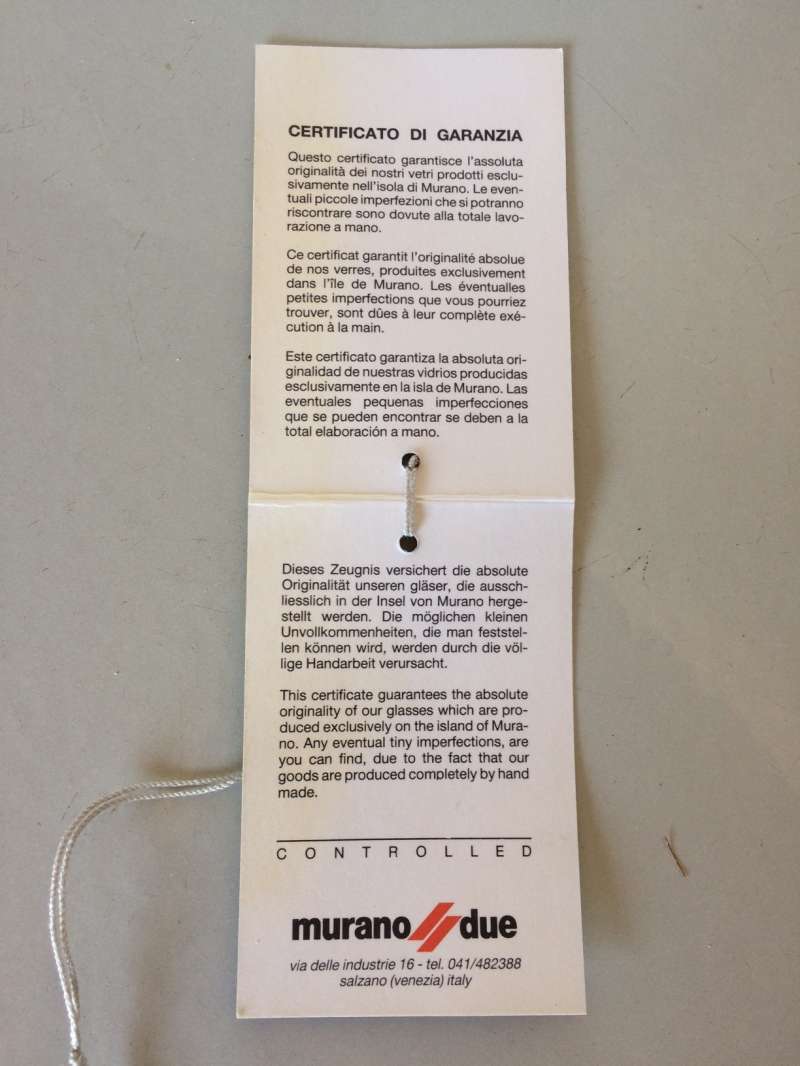 CERTIFICATO DI GARANZIA
Questo certificato garantisce l'assoluta
originalità dei nostri vetri prodotti esclu-
sivamente nell'isola di Murano. Le even-
tuali piccole imperfezioni che si potranno
riscontrare sono dovute alla totale lavo-
razione a mano.
Ce certificat garantit l'originalité absolue
de nos verres, produites exclusivement
dans l'île de Murano. Les éventualles
petites imperfections que vous pourriez
trouver, sont dûes à leur complète exé-
cution à la main.
Este certificato garantiza la absoluta ori-
ginalidad de nuestras vidrios producidas
esclusivamente en la isla de Murano. Las
eventuales pequenas imperfecciones
que se pueden encontrar se deben a la
total elaboración a mano.
Dieses Zeugnis versichert die absolute
Originalität unseren gläser, die aussch-
liesslich in der Insel von Murano herge-
stellt werden. Die möglichen kleinen
Unvollkommenheiten, die man feststel-
len können wird, werden durch die völ-
lige Handarbeit verursacht.
This certificate guarantees the absolute
originality of our glasses which are pro-
duced exclusively on the island of Mura-
no. Any eventual tiny imperfections, are
you can find, due to the fact that our
goods are produced completely by hand
made.
CONTROLLED
murano due
via delle industrie 16 - tel. 041/482388
salzano (venezia) italy